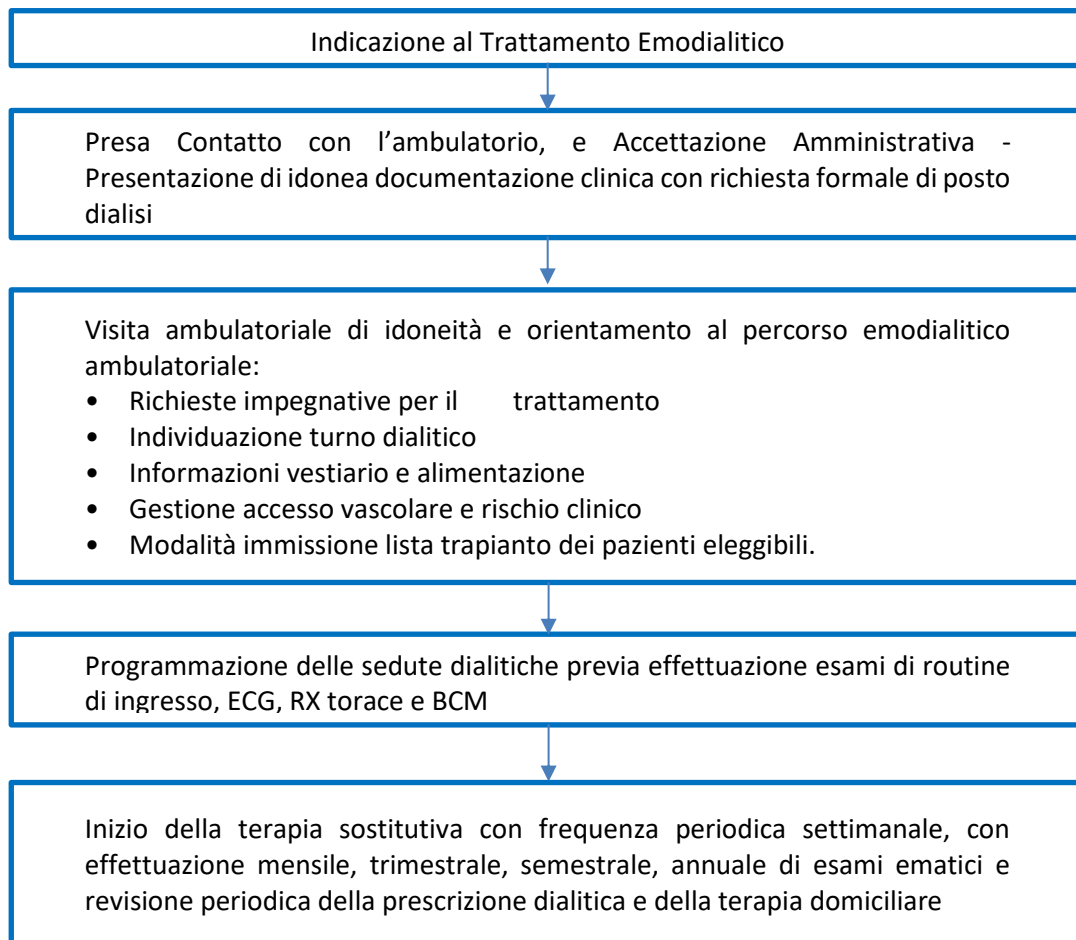 Indicazione al Trattamento Emodialitico
Presa Contatto con l'ambulatorio, e Accettazione Amministrativa -
Presentazione di idonea documentazione clinica con richiesta formale di posto
dialisi
Visita ambulatoriale di idoneità e orientamento al percorso emodialitico
ambulatoriale:
• Richieste impegnative per il trattamento
• Individuazione turno dialitico
• Informazioni vestiario e alimentazione
• Gestione accesso vascolare e rischio clinico
• Modalità immissione lista trapianto dei pazienti eleggibili.
Programmazione delle sedute dialitiche previa effettuazione esami di routine
di ingresso, ECG, RX torace e BCM
Inizio della terapia sostitutiva con frequenza periodica settimanale, con
effettuazione mensile, trimestrale, semestrale, annuale di esami ematici e
revisione periodica della prescrizione dialitica e della terapia domiciliare